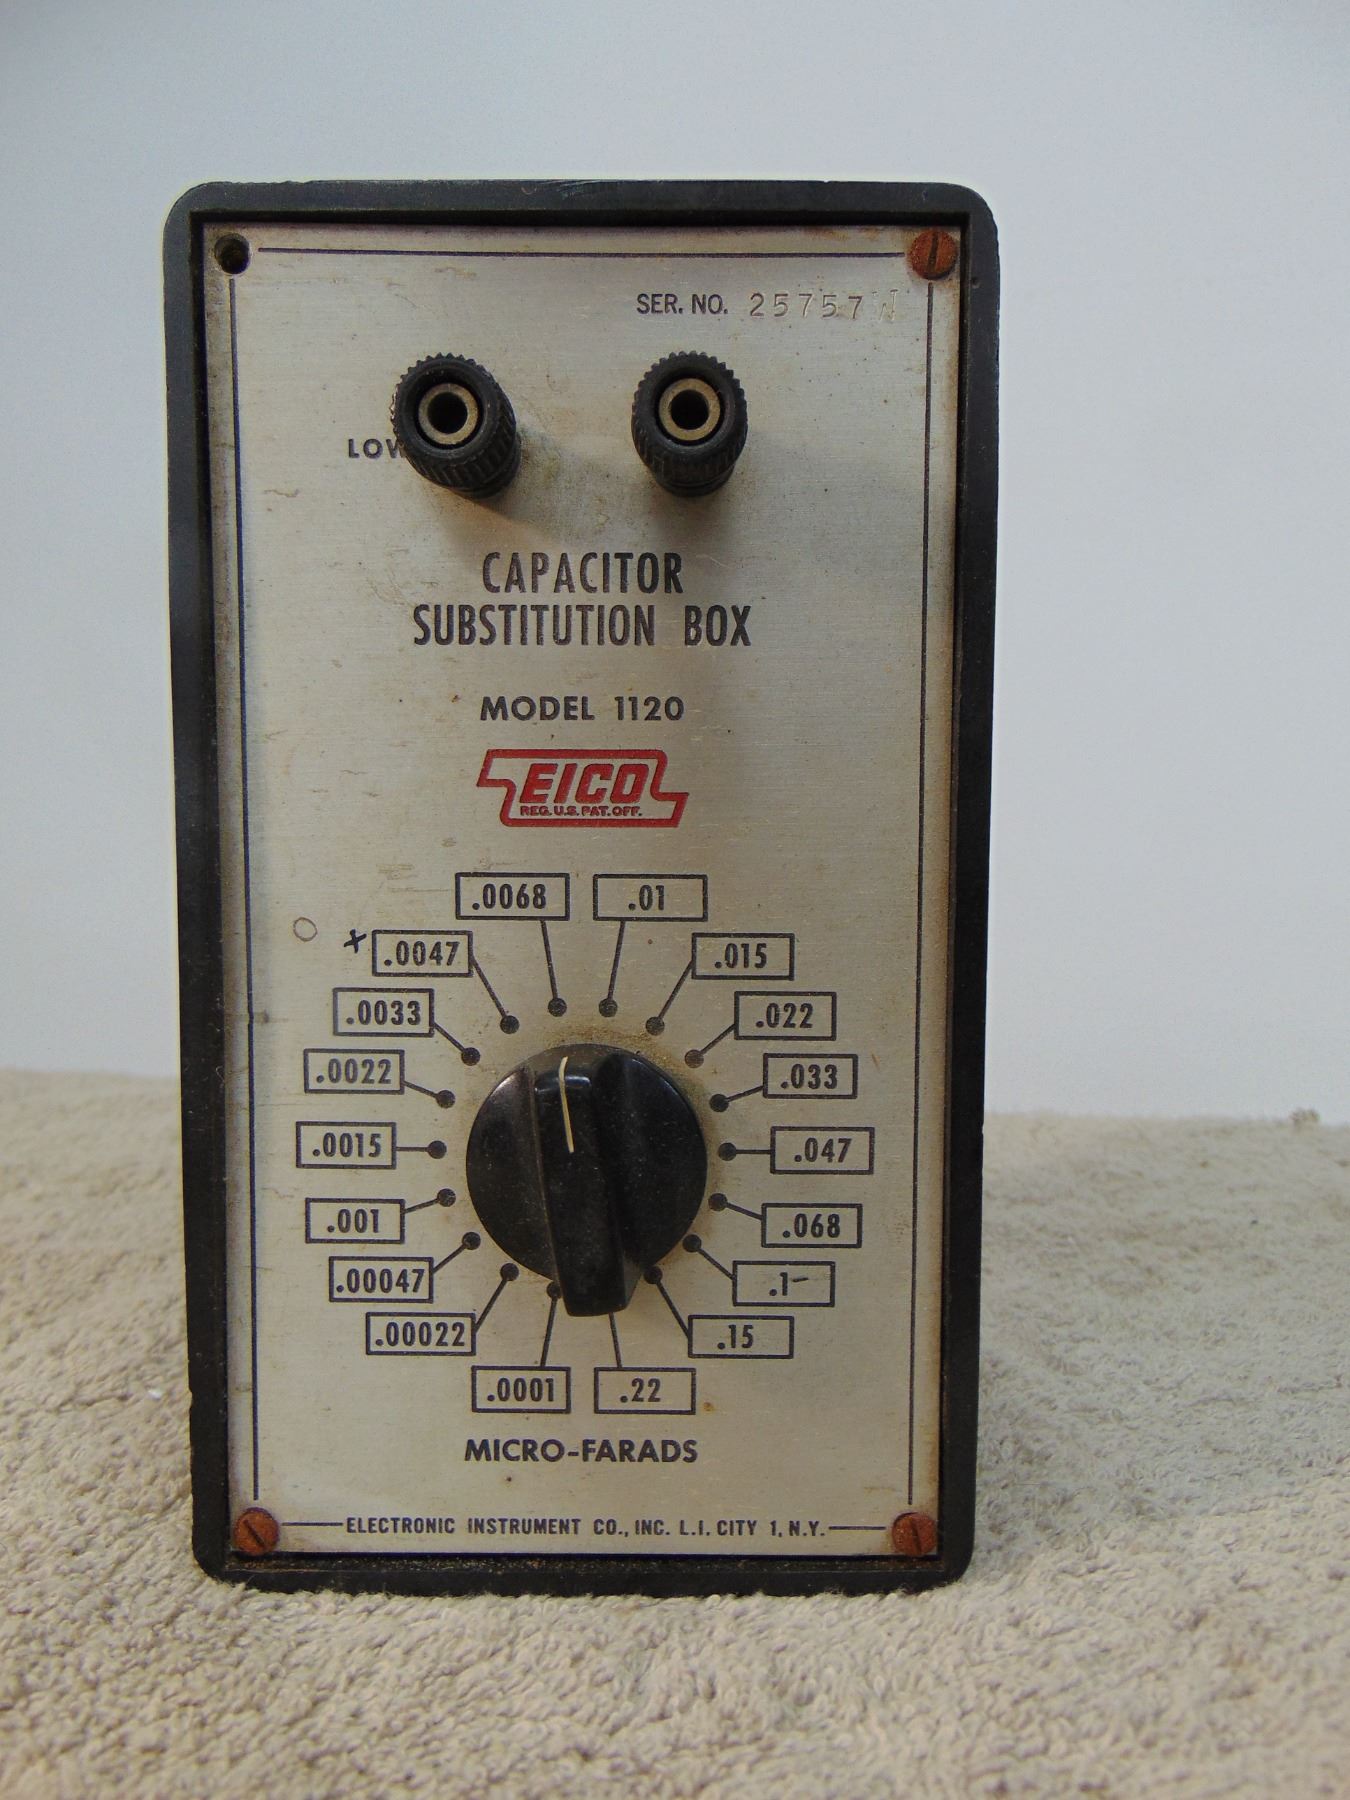 SER. NO. 25757W
LOW
CAPACITOR
SUBSTITUTION BOX
MODEL 1120
EICO
REG. U.S. PAT. OFF.
.0068 .01
x .0047 .015
.0033 .022
.0022 .033
.0015 .047
.001 .068
.00047 .1-
.00022 .15
.0001 .22
MICRO-FARADS
ELECTRONIC INSTRUMENT CO., INC. L.I. CITY 1, N.Y.